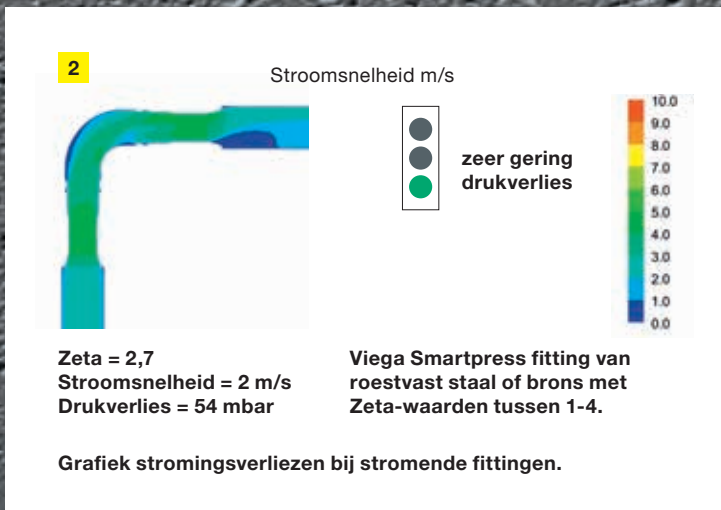 2
Stroomsnelheid m/s
zeer gering
drukverlies
10.0
9.0
8.0
7.0
6.0
5.0
4.0
3.0
2.0
1.0
0.0
Zeta = 2,7
Stroomsnelheid = 2 m/s
Drukverlies = 54 mbar
Viega Smartpress fitting van
roestvast staal of brons met
Zeta-waarden tussen 1-4.
Grafiek stromingsverliezen bij stromende fittingen.